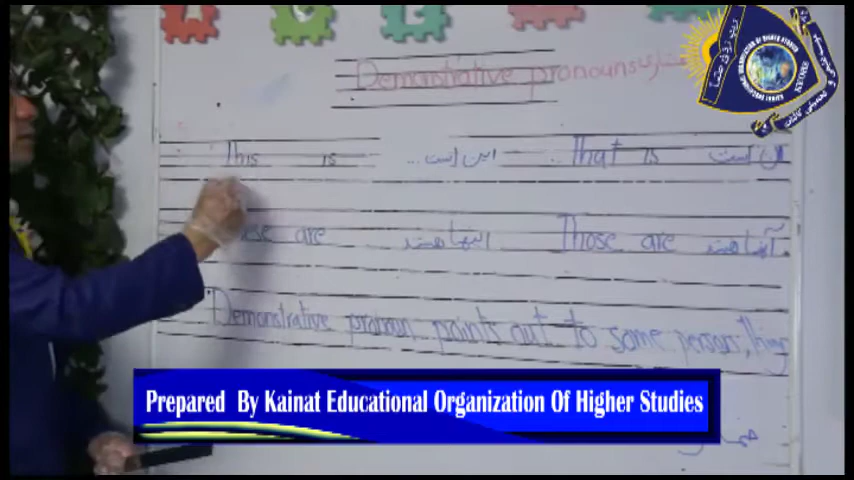 Demonstrative pronouns
This is این است... That is آن است
are اینها هستند Those are آنها هستند
Demonstrative pronoun points out to some person, thing
Prepared By Kainat Educational Organization Of Higher Studies